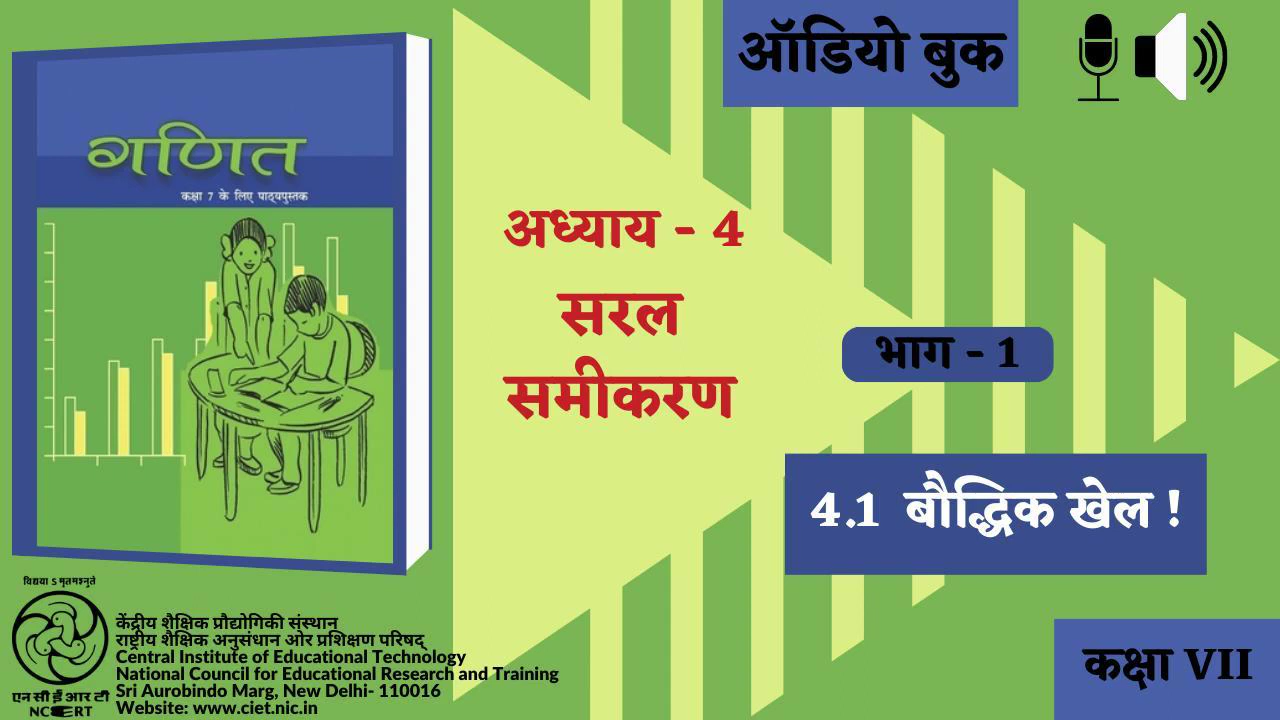 ऑडियो बुक
गणित
कक्षा 7 के लिए पाठ्यपुस्तक
अध्याय - 4
सरल
समीकरण
भाग - 1
4.1 बौद्धिक खेल !
कक्षा VII
विद्यया ऽ मृतमश्नुते
एन सी ई आर टी
NCERT
केंद्रीय शैक्षिक प्रौद्योगिकी संस्थान
राष्ट्रीय शैक्षिक अनुसंधान ओर प्रशिक्षण परिषद्
Central Institute of Educational Technology
National Council for Educational Research and Training
Sri Aurobindo Marg, New Delhi- 110016
Website: www.ciet.nic.in